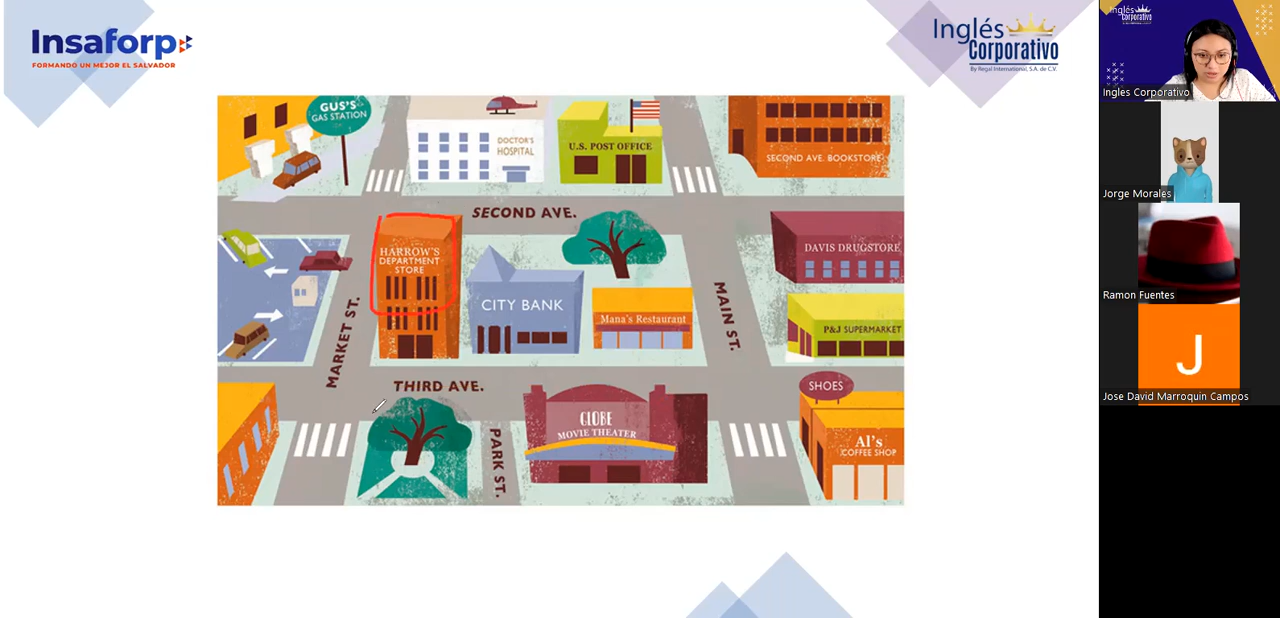 Insaforp
FORMANDO UN MEJOR EL SALVADOR
Inglés
Corporativo
By Regal International, S.A. de C.V.
GUS'S
GAS STATION
DOCTOR'S
HOSPITAL
U.S. POST OFFICE
SECOND AVE. BOOKSTORE
SECOND AVE.
HARROW'S
DEPARTMENT
STORE
CITY BANK
Mana's Restaurant
DAVIS DRUGSTORE
P&J SUPERMARKET
MARKET ST.
MAIN ST.
THIRD AVE.
PARK ST.
GLOBE
MOVIE THEATER
SHOES
Al's
COFFEE SHOP
Inglés
Corporativo
Ingles Corporativo
Jorge Morales
Ramon Fuentes
J
Jose David Marroquin Campos